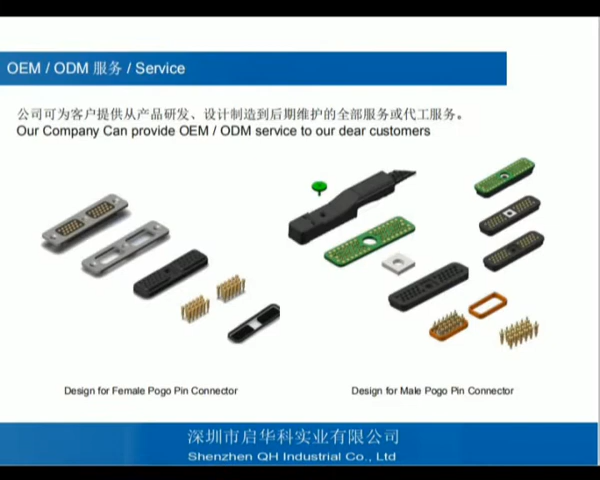 OEM / ODM 服务 / Service
公司可为客户提供从产品研发、设计制造到后期维护的全部服务或代工服务。
Our Company Can provide OEM / ODM service to our dear customers
Design for Female Pogo Pin Connector
Design for Male Pogo Pin Connector
深圳市启华科实业有限公司
Shenzhen QH Industrial Co., Ltd